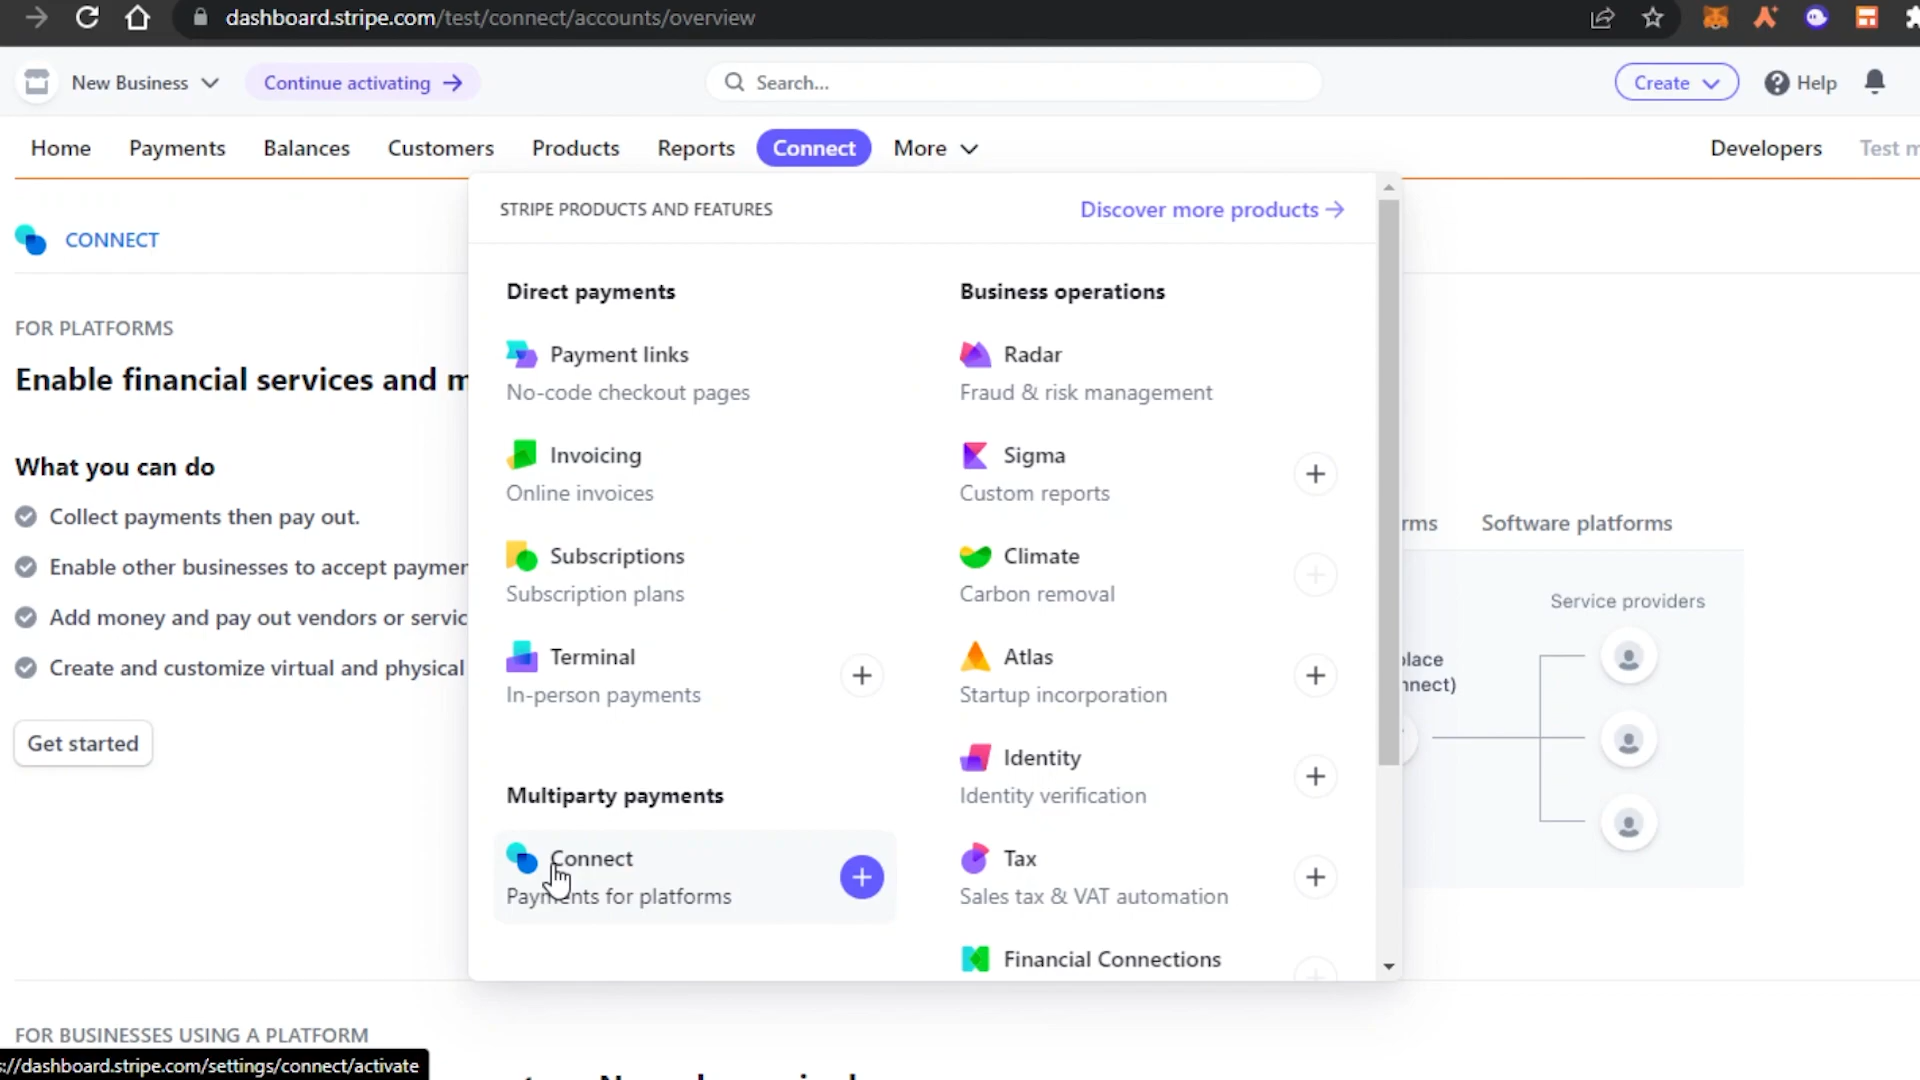 dashboard.stripe.com/test/connect/accounts/overview
New Business
Continue activating →
Search...
Create
Help
Home
Payments
Balances
Customers
Products
Reports
Connect
More
Developers
Test m
STRIPE PRODUCTS AND FEATURES
Discover more products →
CONNECT
FOR PLATFORMS
Enable financial services and m
What you can do
Collect payments then pay out.
Enable other businesses to accept paymen
Add money and pay out vendors or servic
Create and customize virtual and physical
Get started
Direct payments
Payment links
No-code checkout pages
Invoicing
Online invoices
Subscriptions
Subscription plans
Terminal
In-person payments
Multiparty payments
Connect
Payments for platforms
Business operations
Radar
Fraud & risk management
Sigma
Custom reports
Climate
Carbon removal
Atlas
Startup incorporation
Identity
Identity verification
Tax
Sales tax & VAT automation
Financial Connections
rms
Software platforms
Service providers
place
nnect)
FOR BUSINESSES USING A PLATFORM
s://dashboard.stripe.com/settings/connect/activate